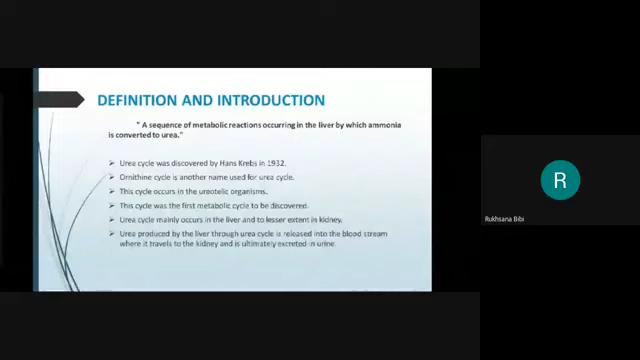 DEFINITION AND INTRODUCTION
" A sequence of metabolic reactions occurring in the liver by which ammonia
is converted to urea."
Urea cycle was discovered by Hans Krebs in 1932.
Ornithine cycle is another name used for urea cycle.
This cycle occurs in the ureotelic organisms.
This cycle was the first metabolic cycle to be discovered.
Urea cycle mainly occurs in the liver and to lesser extent in kidney.
Urea produced by the liver through urea cycle is released into the blood stream
where it travels to the kidney and is ultimately excreted in urine.
R
Rukhsana Bibi